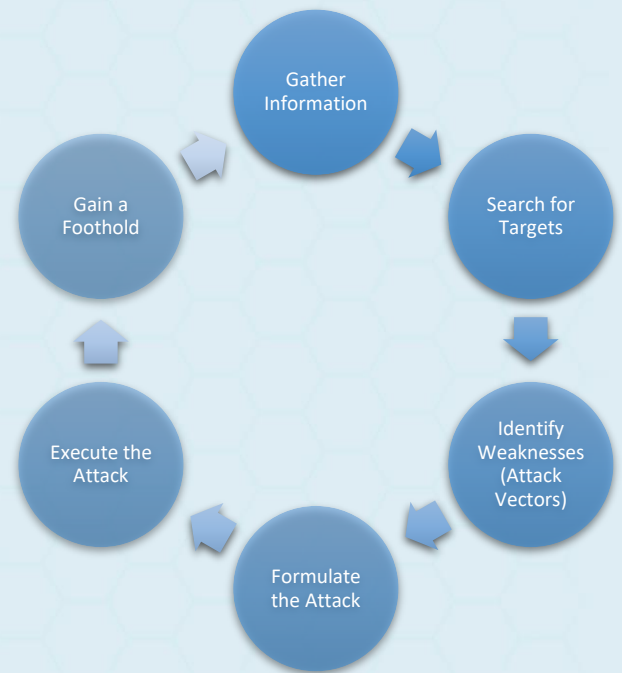 Gather
Information
Search for
Targets
Identify
Weaknesses
(Attack
Vectors)
Formulate
the Attack
Execute the
Attack
Gain a
Foothold